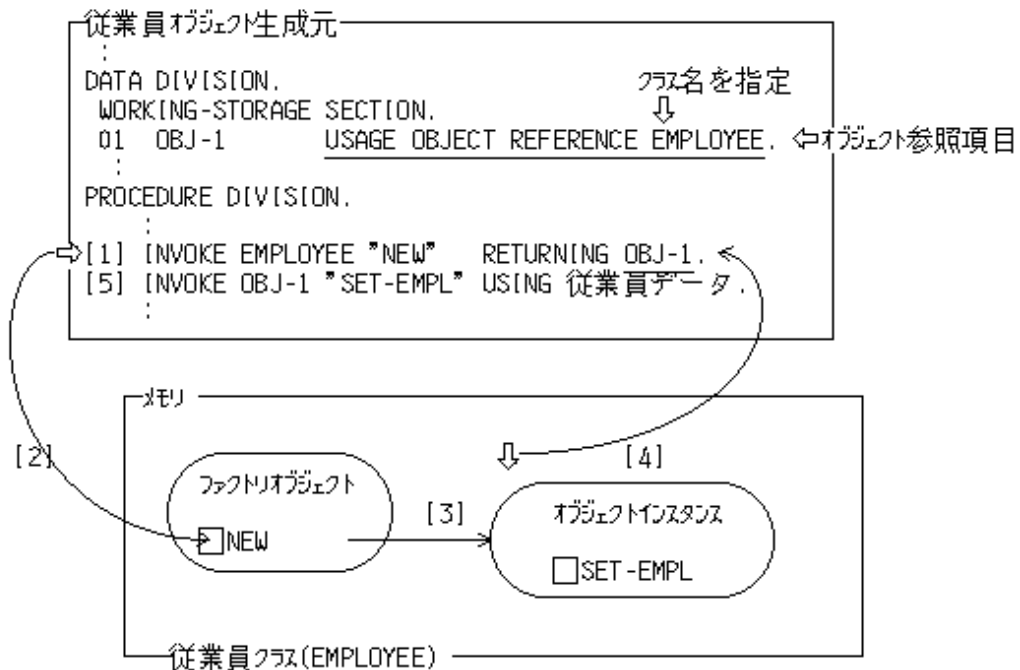 従業員ｵﾌﾞｼﾞｪｸﾄ生成元
:
DATA DIVISION.
クラス名を指定
WORKING-STORAGE SECTION.
01 OBJ-1 USAGE OBJECT REFERENCE EMPLOYEE. ⇦ｵﾌﾞｼﾞｪｸﾄ参照項目
:
PROCEDURE DIVISION.
:
[1] INVOKE EMPLOYEE "NEW" RETURNING OBJ-1.
[5] INVOKE OBJ-1 "SET-EMPL" USING 従業員データ.
:
ﾒﾓﾘ
[2]
[4]
ﾌｧｸﾄﾘｵﾌﾞｼﾞｪｸﾄ
[3]
ｵﾌﾞｼﾞｪｸﾄｲﾝｽﾀﾝｽ
NEW
SET-EMPL
従業員ｸﾗｽ(EMPLOYEE)